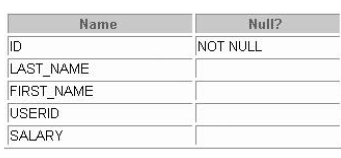 Name Null?
ID NOT NULL
LAST_NAME
FIRST_NAME
USERID
SALARY